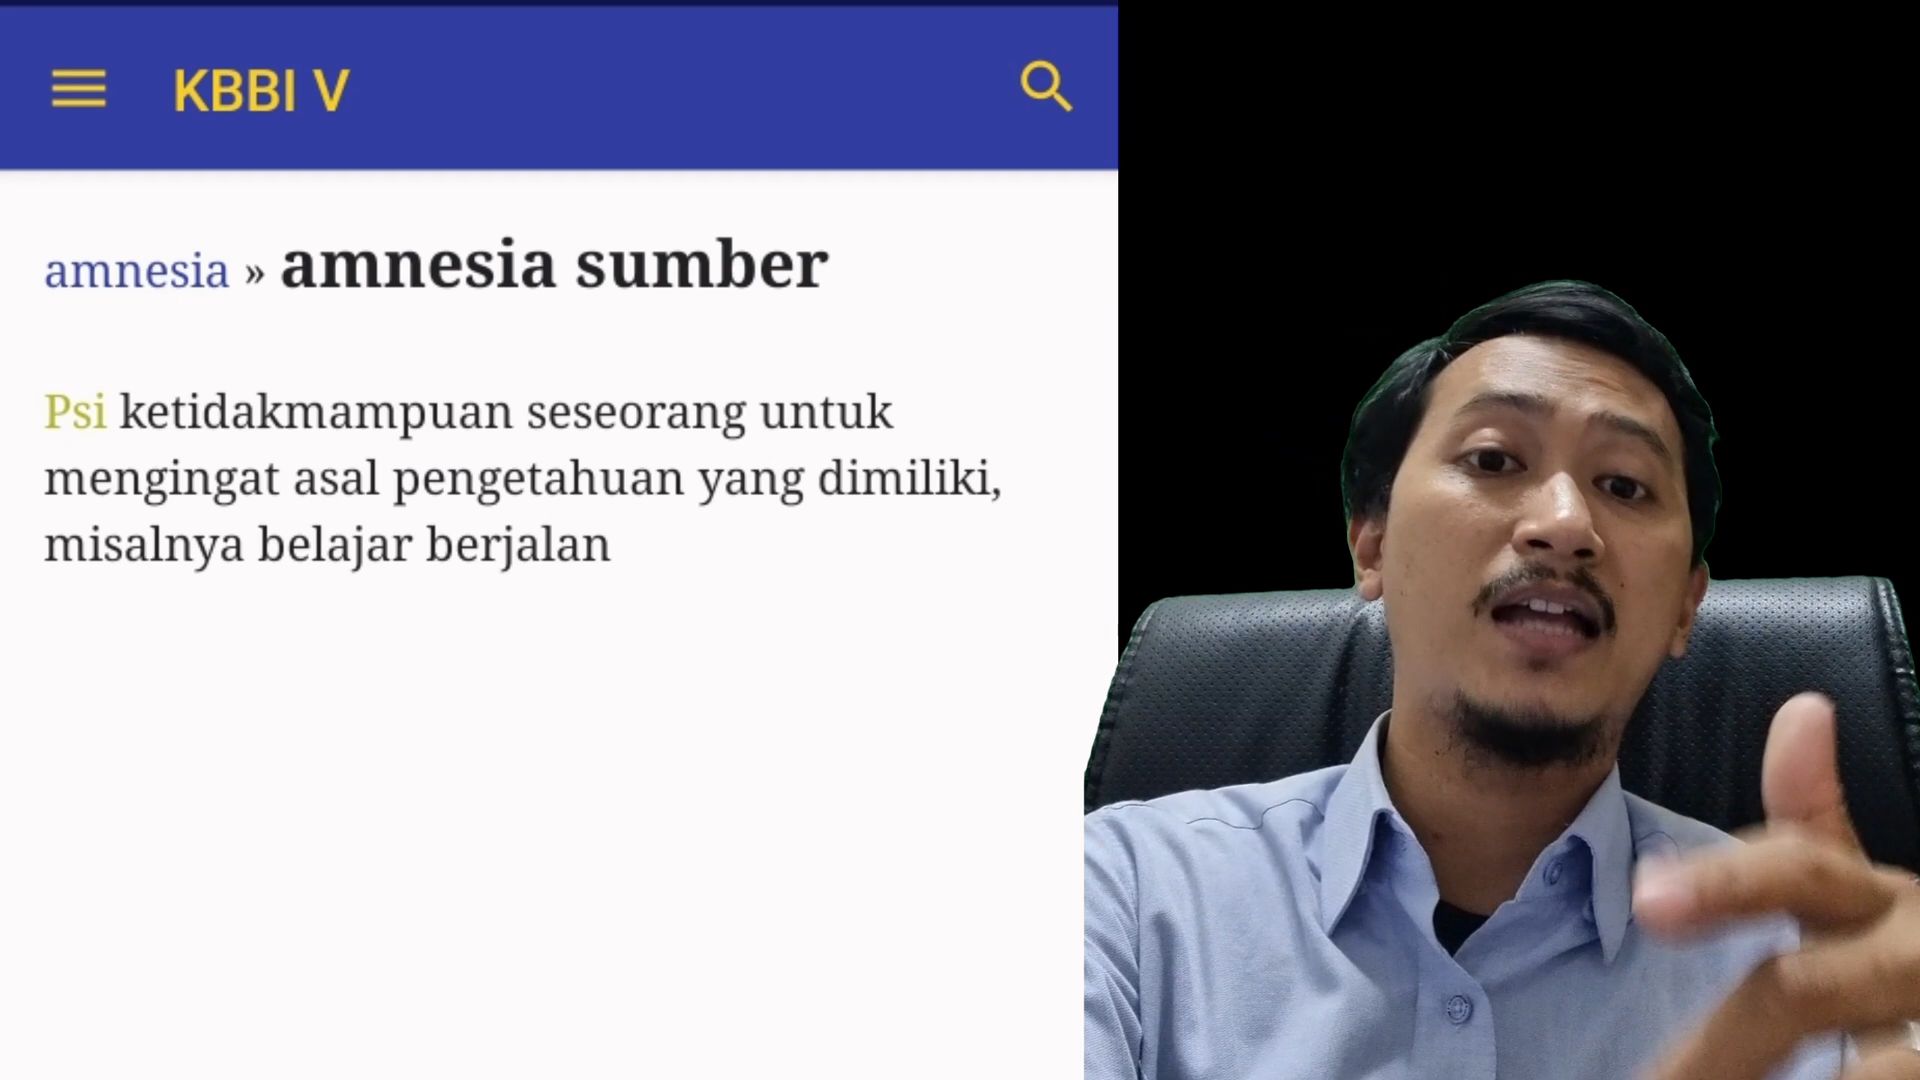 KBBI V
amnesia » amnesia sumber
Psi ketidakmampuan seseorang untuk
mengingat asal pengetahuan yang dimiliki,
misalnya belajar berjalan